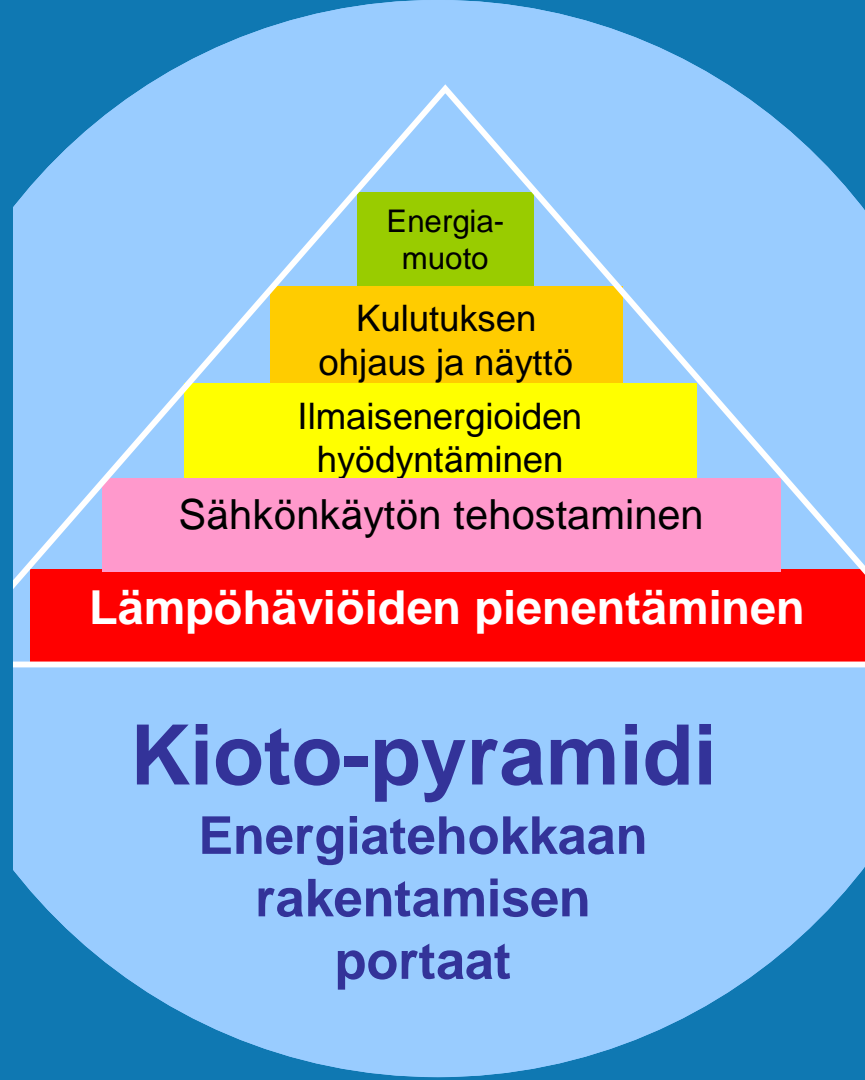 Energia-
muoto
Kulutuksen
ohjaus ja näyttö
Ilmaisenergioiden
hyödyntäminen
Sähkönkäytön tehostaminen
Lämpöhäviöiden pienentäminen
Kioto-pyramidi
Energiatehokkaan
rakentamisen
portaat